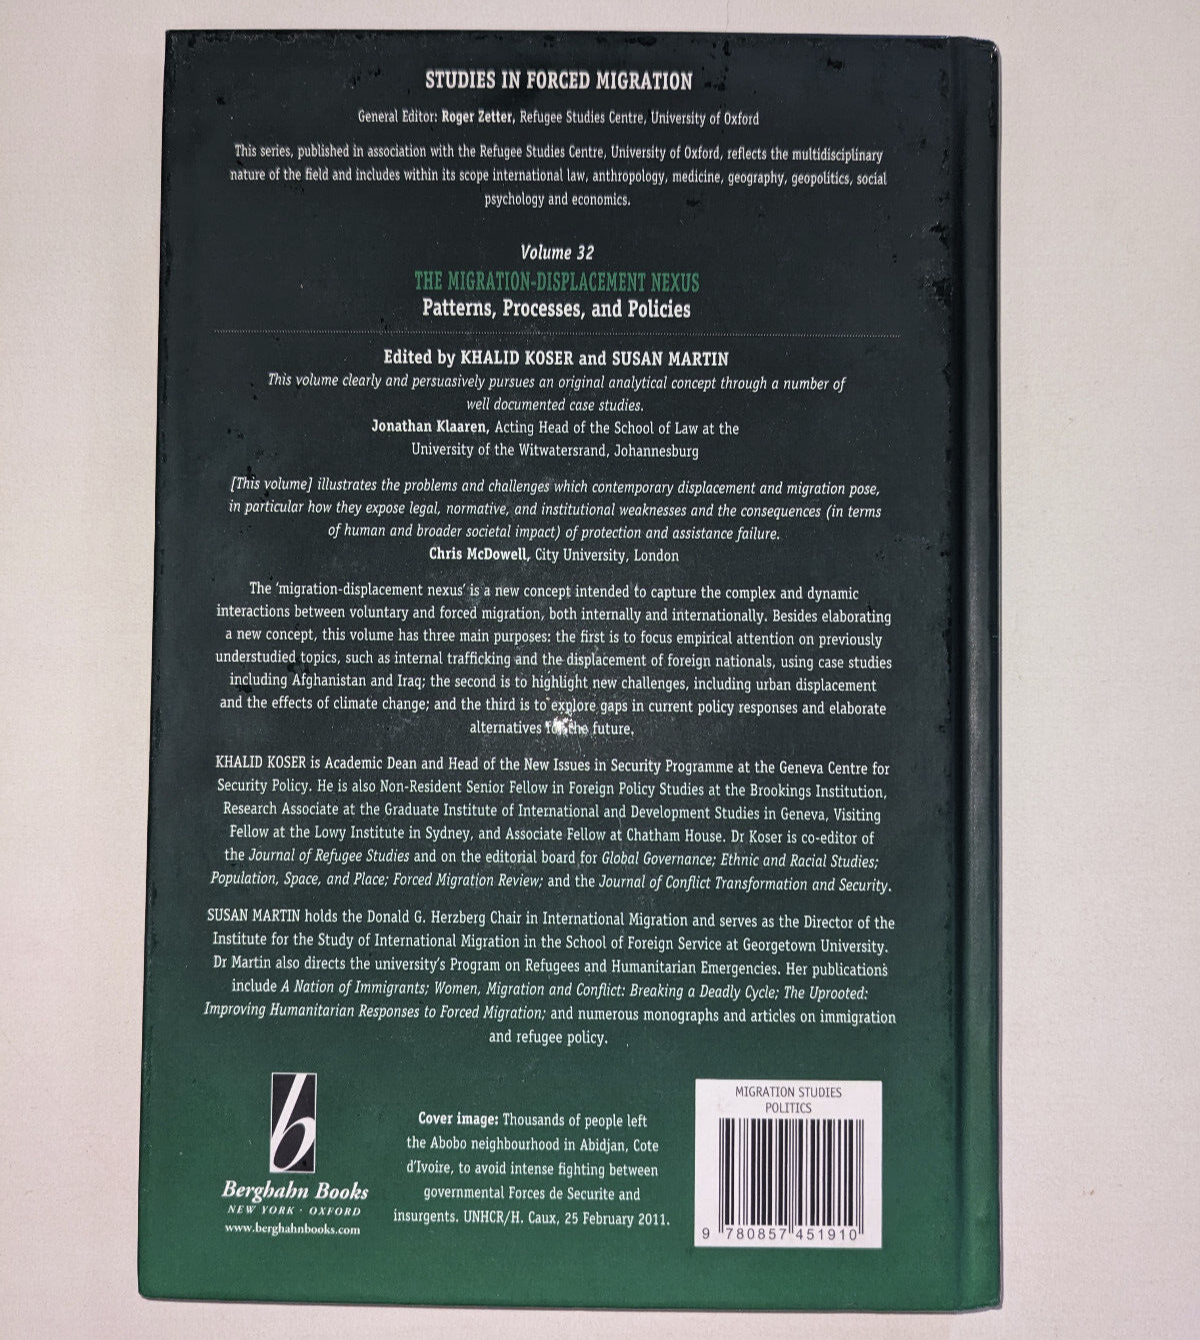 STUDIES IN FORCED MIGRATION
General Editor: Roger Zetter, Refugee Studies Centre, University of Oxford
This series, published in association with the Refugee Studies Centre, University of Oxford, reflects the multidisciplinary
nature of the field and includes within its scope international law, anthropology, medicine, geography, geopolitics, social
psychology and economics.
Volume 32
THE MIGRATION-DISPLACEMENT NEXUS
Patterns, Processes, and Policies
Edited by KHALID KOSER and SUSAN MARTIN
This volume clearly and persuasively pursues an original analytical concept through a number of
well documented case studies.
Jonathan Klaaren, Acting Head of the School of Law at the
University of the Witwatersrand, Johannesburg
[This volume] illustrates the problems and challenges which contemporary displacement and migration pose,
in particular how they expose legal, normative, and institutional weaknesses and the consequences (in terms
of human and broader societal impact) of protection and assistance failure.
Chris McDowell, City University, London
The 'migration-displacement nexus' is a new concept intended to capture the complex and dynamic
interactions between voluntary and forced migration, both internally and internationally. Besides elaborating
a new concept, this volume has three main purposes: the first is to focus empirical attention on previously
understudied topics, such as internal trafficking and the displacement of foreign nationals, using case studies
including Afghanistan and Iraq; the second is to highlight new challenges, including urban displacement
and the effects of climate change; and the third is to explore gaps in current policy responses and elaborate
alternatives for the future.
KHALID KOSER is Academic Dean and Head of the New Issues in Security Programme at the Geneva Centre for
Security Policy. He is also Non-Resident Senior Fellow in Foreign Policy Studies at the Brookings Institution,
Research Associate at the Graduate Institute of International and Development Studies in Geneva, Visiting
Fellow at the Lowy Institute in Sydney, and Associate Fellow at Chatham House. Dr Koser is co-editor of
the Journal of Refugee Studies and on the editorial board for Global Governance; Ethnic and Racial Studies;
Population, Space, and Place; Forced Migration Review; and the Journal of Conflict Transformation and Security.
SUSAN MARTIN holds the Donald G. Herzberg Chair in International Migration and serves as the Director of the
Institute for the Study of International Migration in the School of Foreign Service at Georgetown University.
Dr Martin also directs the university's Program on Refugees and Humanitarian Emergencies. Her publications
include A Nation of Immigrants; Women, Migration and Conflict: Breaking a Deadly Cycle; The Uprooted:
Improving Humanitarian Responses to Forced Migration; and numerous monographs and articles on immigration
and refugee policy.
b
Berghahn Books
NEW YORK · OXFORD
www.berghahnbooks.com
Cover image: Thousands of people left
the Abobo neighbourhood in Abidjan, Cote
d'Ivoire, to avoid intense fighting between
governmental Forces de Securite and
insurgents. UNHCR/H. Caux, 25 February 2011.
MIGRATION STUDIES
POLITICS
9 780857 451910